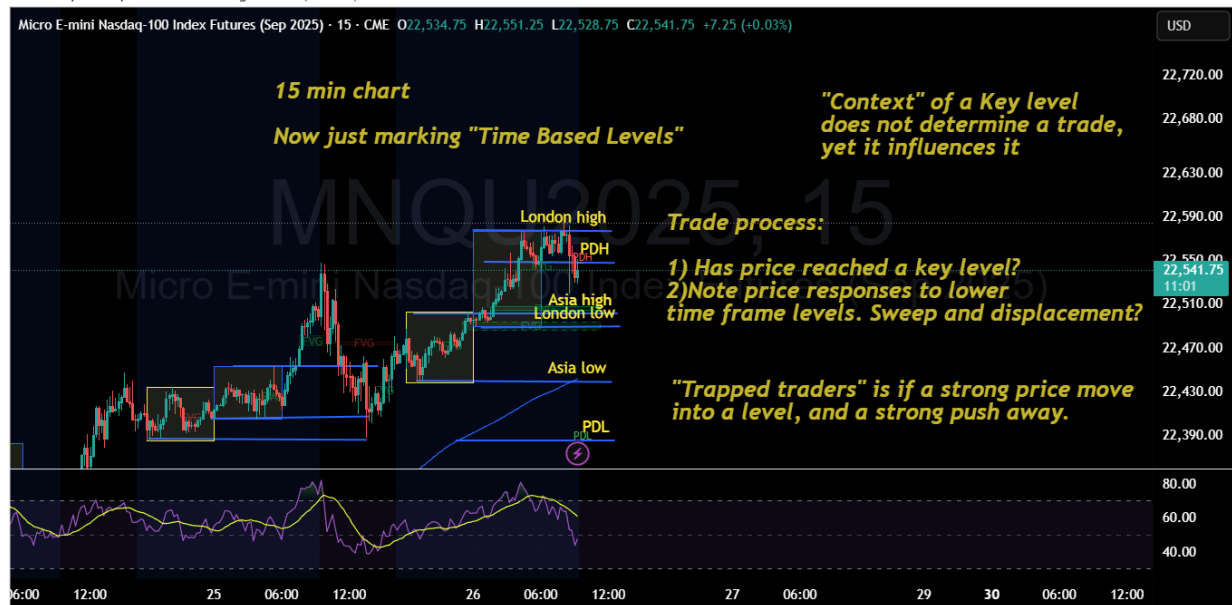 Micro E-mini Nasdaq-100 Index Futures (Sep 2025) · 15 · CME O22,534.75 H22,551.25 L22,528.75 C22,541.75 +7.25 (+0.03%)
USD
15 min chart
Now just marking "Time Based Levels"
"Context" of a Key level
does not determine a trade,
yet it influences it
MNQU2025, 15
Micro E-mini Nasdaq-100 Index Futures (Sep 2025)
London high
PDH
PDH
Asia high
London low
Asia low
PDL
PDL
FVG
FVG
FVG
Trade process:
1) Has price reached a key level?
2)Note price responses to lower
time frame levels. Sweep and displacement?
"Trapped traders" is if a strong price move
into a level, and a strong push away.
22,720.00
22,680.00
22,630.00
22,590.00
22,550.00
22,541.75
11:01
22,510.00
22,470.00
22,430.00
22,390.00
80.00
60.00
40.00
06:00 12:00 25 06:00 12:00 26 06:00 12:00 27 06:00 29 30 06:00 12:00